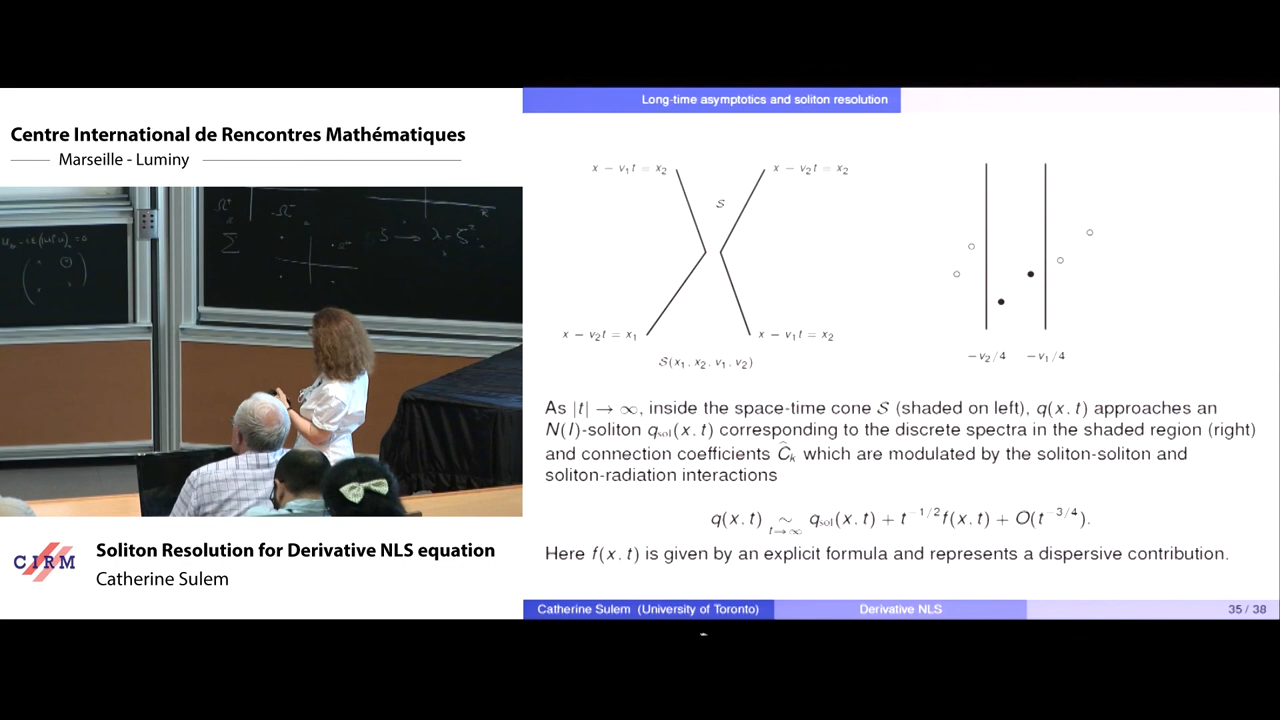 Centre International de Rencontres Mathématiques
Marseille - Luminy
Σ
ζ → λ = ζ²
CIRM
Soliton Resolution for Derivative NLS equation
Catherine Sulem
Long-time asymptotics and soliton resolution
x − v₁t = x₂
x − v₂t = x₂
𝒮
x − v₂t = x₁
x − v₁t = x₂
𝒮(x₁, x₂, v₁, v₂)
−v₂/4
−v₁/4
As |t| → ∞, inside the space-time cone 𝒮 (shaded on left), q(x, t) approaches an
N(I)-soliton qsol(x, t) corresponding to the discrete spectra in the shaded region (right)
and connection coefficients Ĉₖ which are modulated by the soliton-soliton and
soliton-radiation interactions
q(x, t) ∼ t→∞ qsol(x, t) + t^−1/2 f(x, t) + O(t^−3/4).
Here f(x, t) is given by an explicit formula and represents a dispersive contribution.
Catherine Sulem (University of Toronto)
Derivative NLS
35 / 38